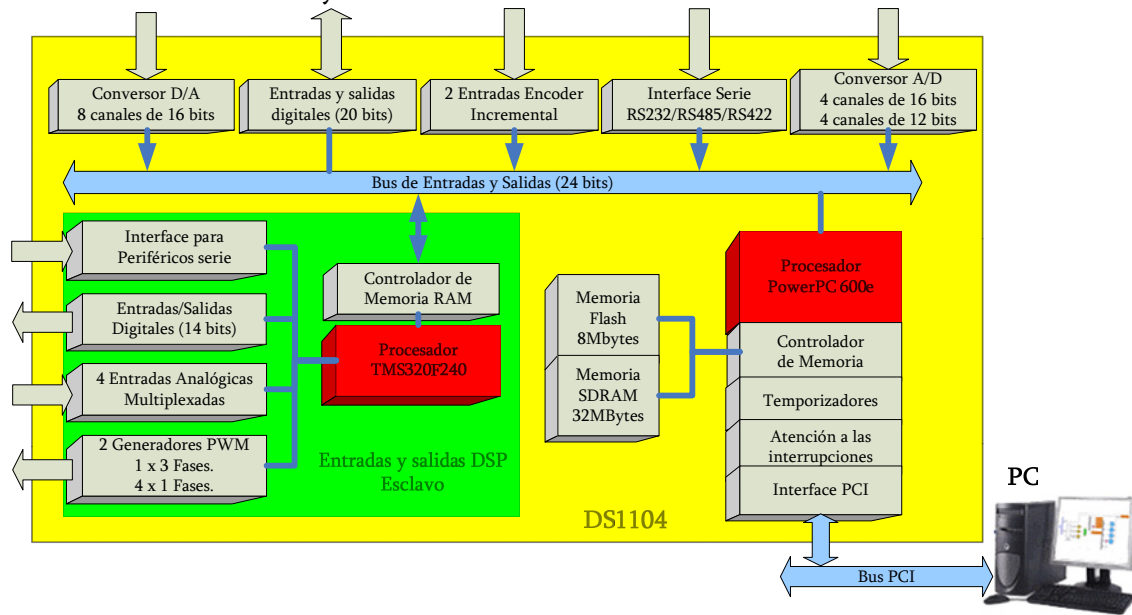 y
Conversor D/A
8 canales de 16 bits
Entradas y salidas
digitales (20 bits)
2 Entradas Encoder
Incremental
Interface Serie
RS232/RS485/RS422
Conversor A/D
4 canales de 16 bits
4 canales de 12 bits
Bus de Entradas y Salidas (24 bits)
Interface para
Periféricos serie
Entradas/Salidas
Digitales (14 bits)
4 Entradas Analógicas
Multiplexadas
2 Generadores PWM
1 x 3 Fases.
4 x 1 Fases.
Controlador de
Memoria RAM
Procesador
TMS320F240
Entradas y salidas DSP
Esclavo
Memoria
Flash
8Mbytes
Memoria
SDRAM
32MBytes
Procesador
PowerPC 600e
Controlador
de Memoria
Temporizadores
Atención a las
interrupciones
Interface PCI
DS1104
PC
Bus PCI